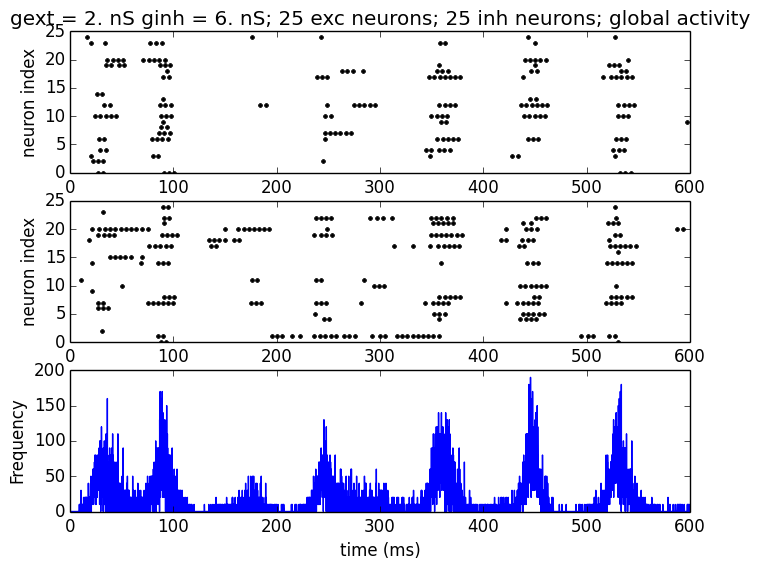 gext = 2. nS ginh = 6. nS; 25 exc neurons; 25 inh neurons; global activity
25
20
15
10
5
0
neuron index
0 100 200 300 400 500 600
25
20
15
10
5
0
neuron index
0 100 200 300 400 500 600
200
150
100
50
0
Frequency
0 100 200 300 400 500 600
time (ms)